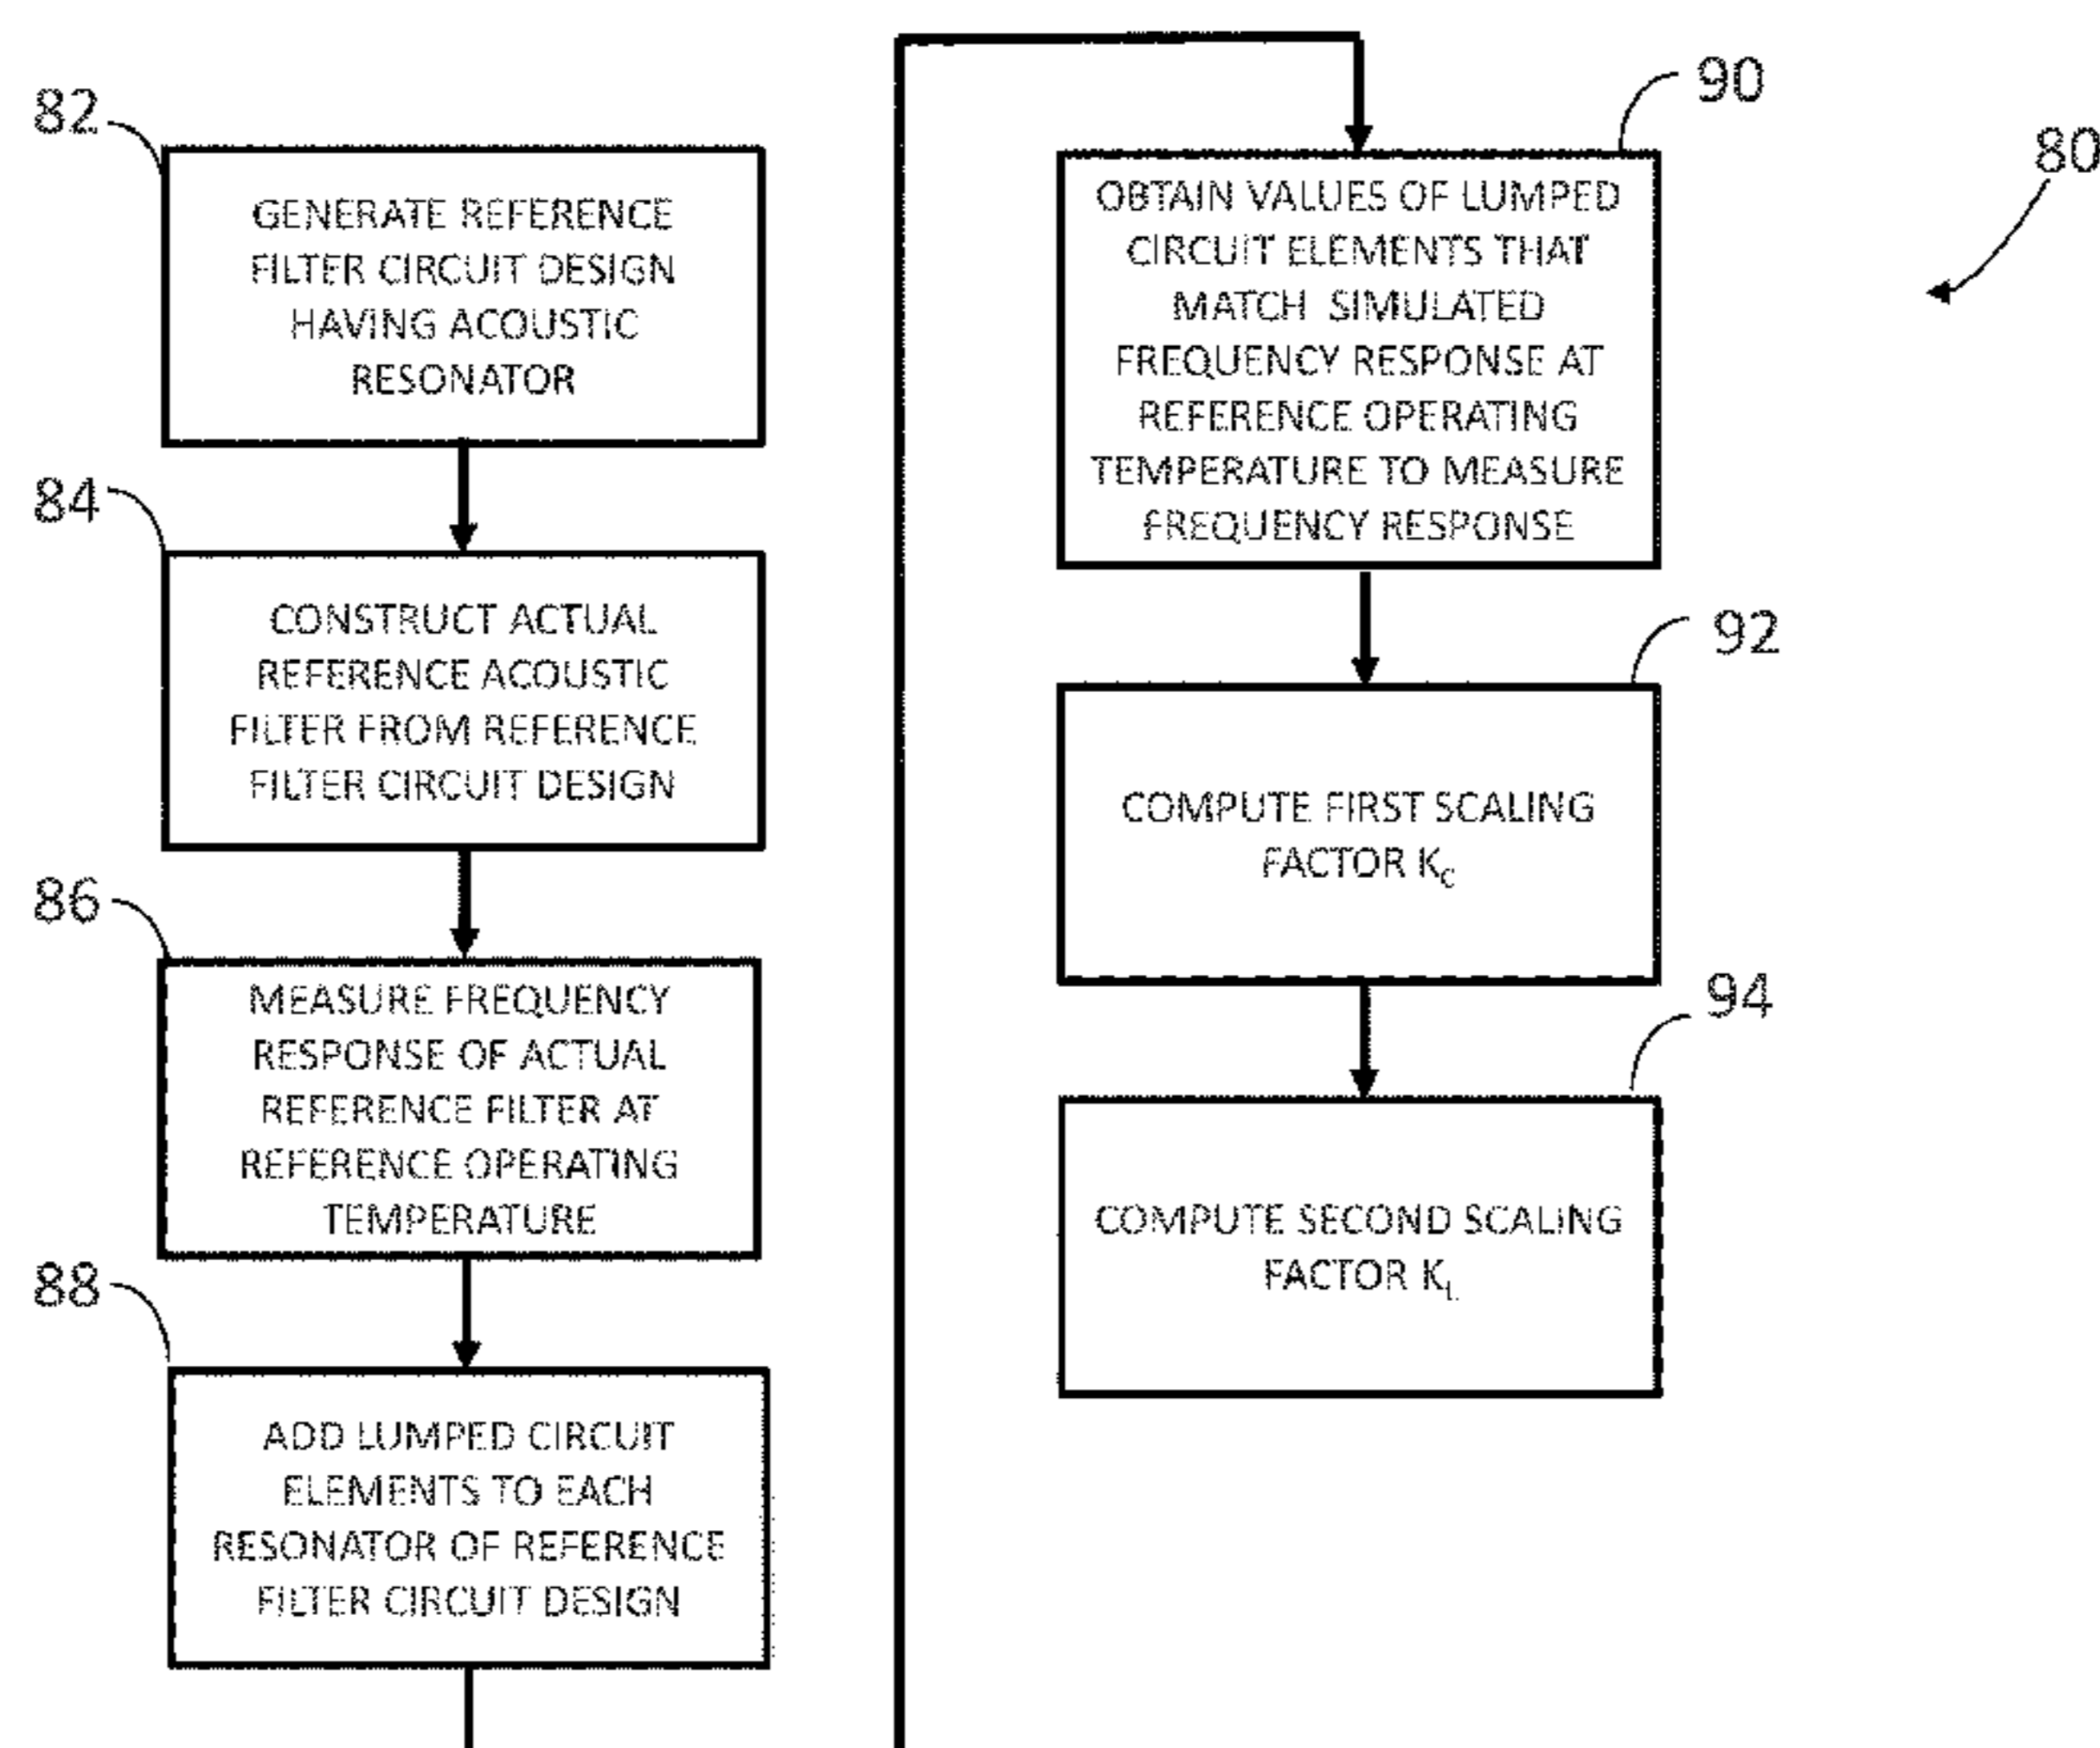 82
GENERATE REFERENCE
FILTER CIRCUIT DESIGN
HAVING ACOUSTIC
RESONATOR
84
CONSTRUCT ACTUAL
REFERENCE ACOUSTIC
FILTER FROM REFERENCE
FILTER CIRCUIT DESIGN
86
MEASURE FREQUENCY
RESPONSE OF ACTUAL
REFERENCE FILTER AT
REFERENCE OPERATING
TEMPERATURE
88
ADD LUMPED CIRCUIT
ELEMENTS TO EACH
RESONATOR OF REFERENCE
FILTER CIRCUIT DESIGN
90
OBTAIN VALUES OF LUMPED
CIRCUIT ELEMENTS THAT
MATCH SIMULATED
FREQUENCY RESPONSE AT
REFERENCE OPERATING
TEMPERATURE TO MEASURE
FREQUENCY RESPONSE
92
COMPUTE FIRST SCALING
FACTOR K_C
94
COMPUTE SECOND SCALING
FACTOR K_L
80